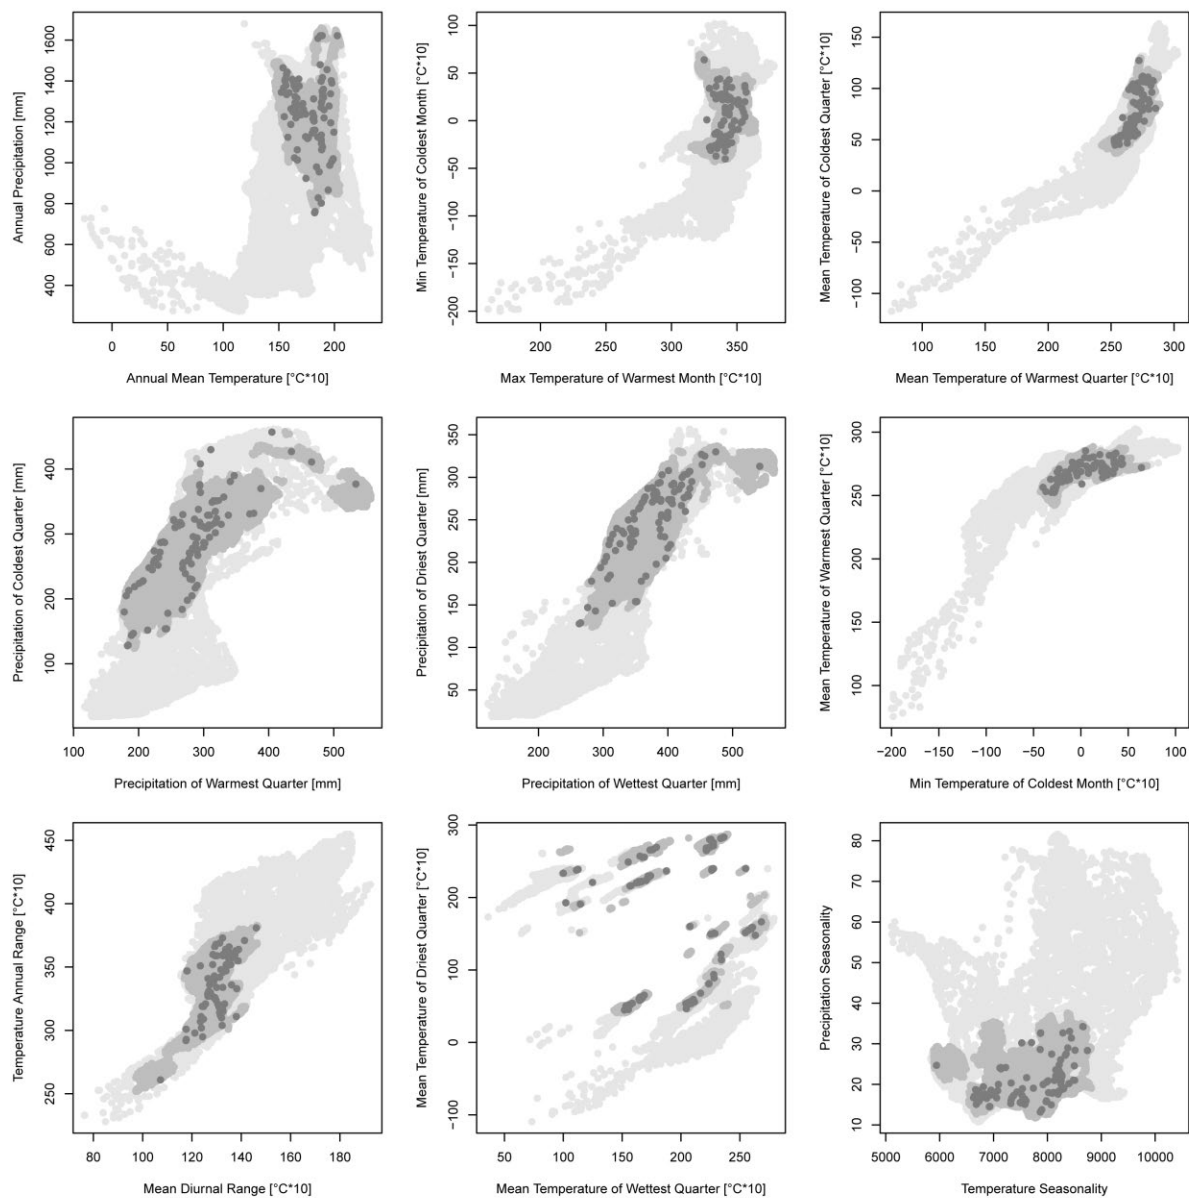 1600
1400
1200
1000
800
600
400
Annual Precipitation [mm]
0 50 100 150 200
Annual Mean Temperature [°C*10]
100
50
0
−50
−100
−150
−200
Min Temperature of Coldest Month [°C*10]
200 250 300 350
Max Temperature of Warmest Month [°C*10]
150
100
50
0
−50
−100
Mean Temperature of Coldest Quarter [°C*10]
100 150 200 250 300
Mean Temperature of Warmest Quarter [°C*10]
400
300
200
100
Precipitation of Coldest Quarter [mm]
100 200 300 400 500
Precipitation of Warmest Quarter [mm]
350
300
250
200
150
100
50
Precipitation of Driest Quarter [mm]
200 300 400 500
Precipitation of Wettest Quarter [mm]
300
250
200
150
100
Mean Temperature of Warmest Quarter [°C*10]
−200 −150 −100 −50 0 50 100
Min Temperature of Coldest Month [°C*10]
450
400
350
300
250
Temperature Annual Range [°C*10]
80 100 120 140 160 180
Mean Diurnal Range [°C*10]
300
200
100
0
−100
Mean Temperature of Driest Quarter [°C*10]
50 100 150 200 250
Mean Temperature of Wettest Quarter [°C*10]
80
70
60
50
40
30
20
10
Precipitation Seasonality
5000 6000 7000 8000 9000 10000
Temperature Seasonality